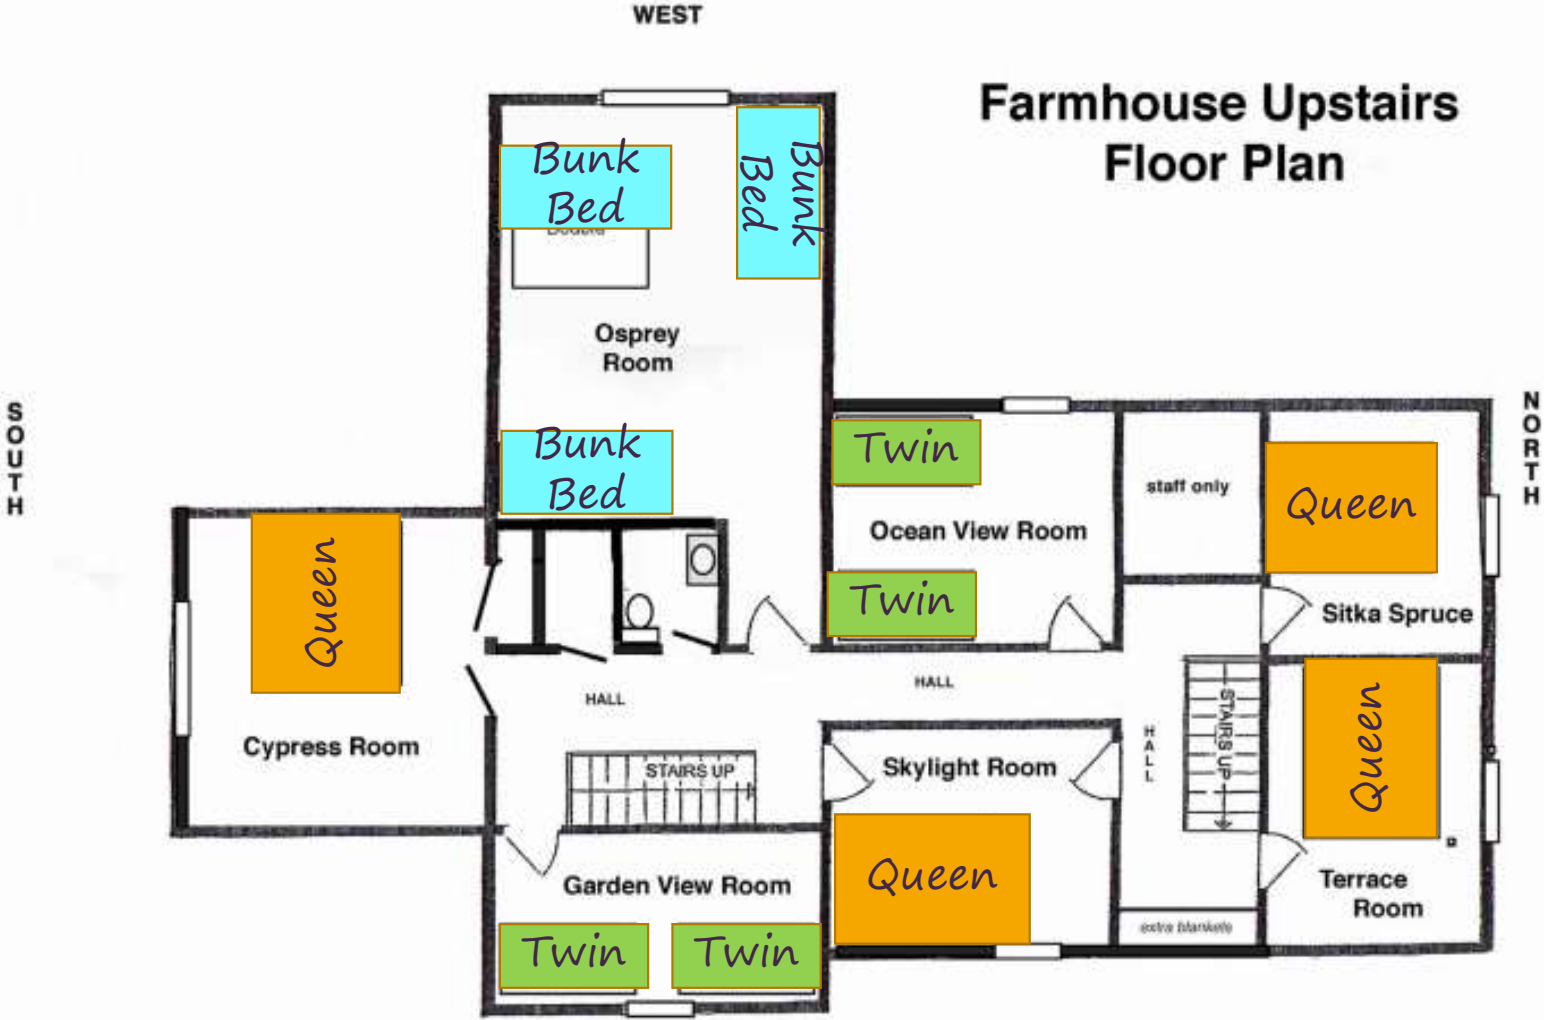 WEST
Farmhouse Upstairs
Floor Plan
SOUTH
NORTH
Bunk
Bed
Bunk
Bed
Osprey
Room
Bunk
Bed
Twin
Ocean View Room
Twin
staff only
Queen
Sitka Spruce
Queen
Cypress Room
HALL
HALL
HALL
STAIRS UP
STAIRS UP
Skylight Room
Queen
Queen
Terrace
Room
Garden View Room
Twin
Twin
extra blankets